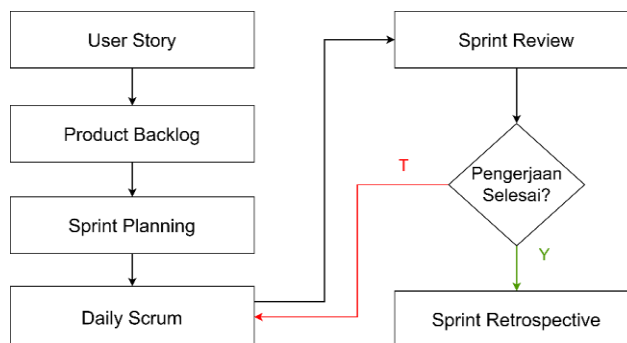 User Story
Product Backlog
Sprint Planning
Daily Scrum
Sprint Review
Pengerjaan
Selesai?
T
Y
Sprint Retrospective